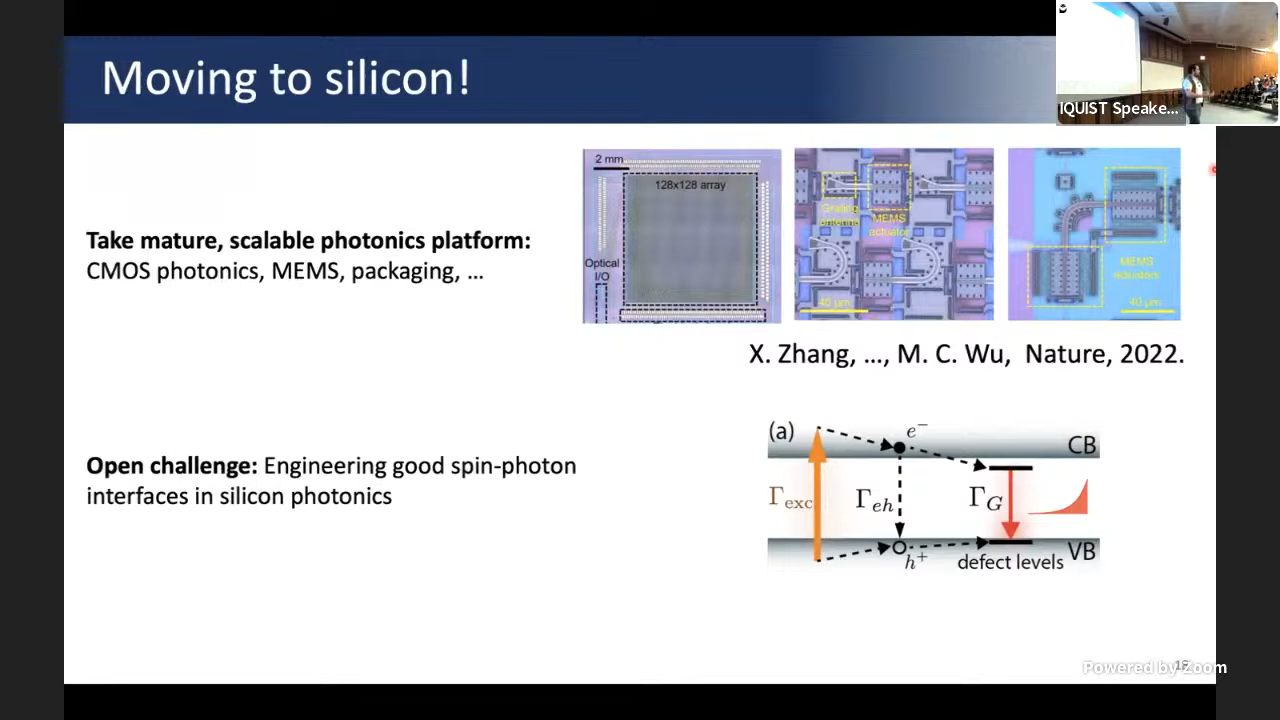 Moving to silicon!
IQUIST Speake...
Take mature, scalable photonics platform:
CMOS photonics, MEMS, packaging, ...
2 mm
128x128 array
Optical
I/O
Grating
antenna
MEMS
actuator
40 μm
MEMS
actuators
40 μm
X. Zhang, ..., M. C. Wu, Nature, 2022.
Open challenge: Engineering good spin-photon
interfaces in silicon photonics
(a)
e⁻
CB
Γexc
Γeh
ΓG
h⁺
defect levels
VB
Powered by Zoom